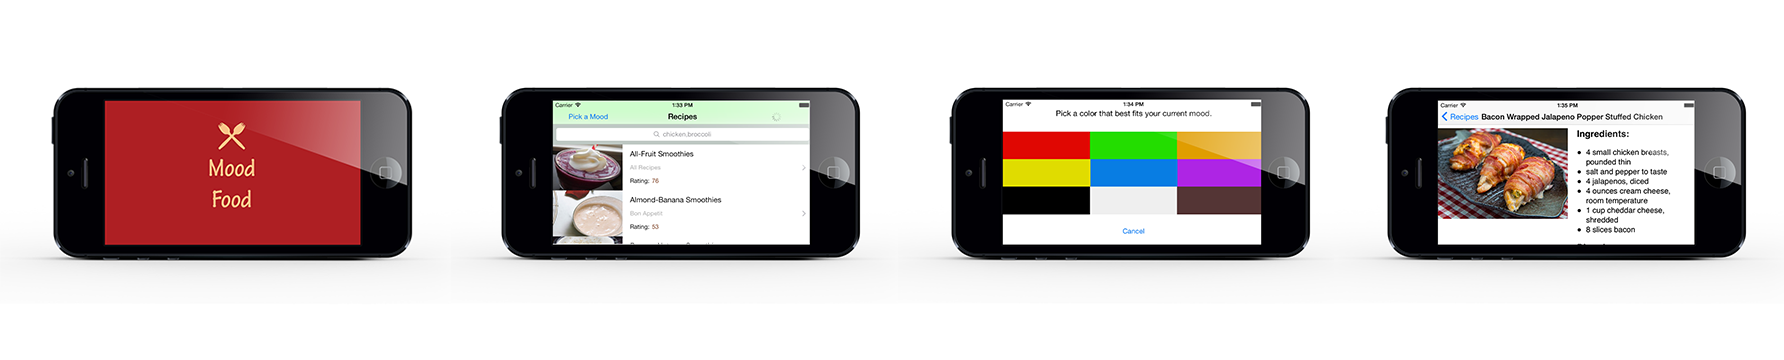 Mood
Food
Carrier
1:33 PM
Pick a Mood
Recipes
chicken,broccoli
All-Fruit Smoothies
All Recipes
Rating: 76
Almond-Banana Smoothies
Bon Appetit
Rating: 53
Carrier
1:34 PM
Pick a color that best fits your current mood.
Cancel
Carrier
1:35 PM
Recipes Bacon Wrapped Jalapeno Popper Stuffed Chicken
Ingredients:
• 4 small chicken breasts,
pounded thin
• salt and pepper to taste
• 4 jalapenos, diced
• 4 ounces cream cheese,
room temperature
• 1 cup cheddar cheese,
shredded
• 8 slices bacon